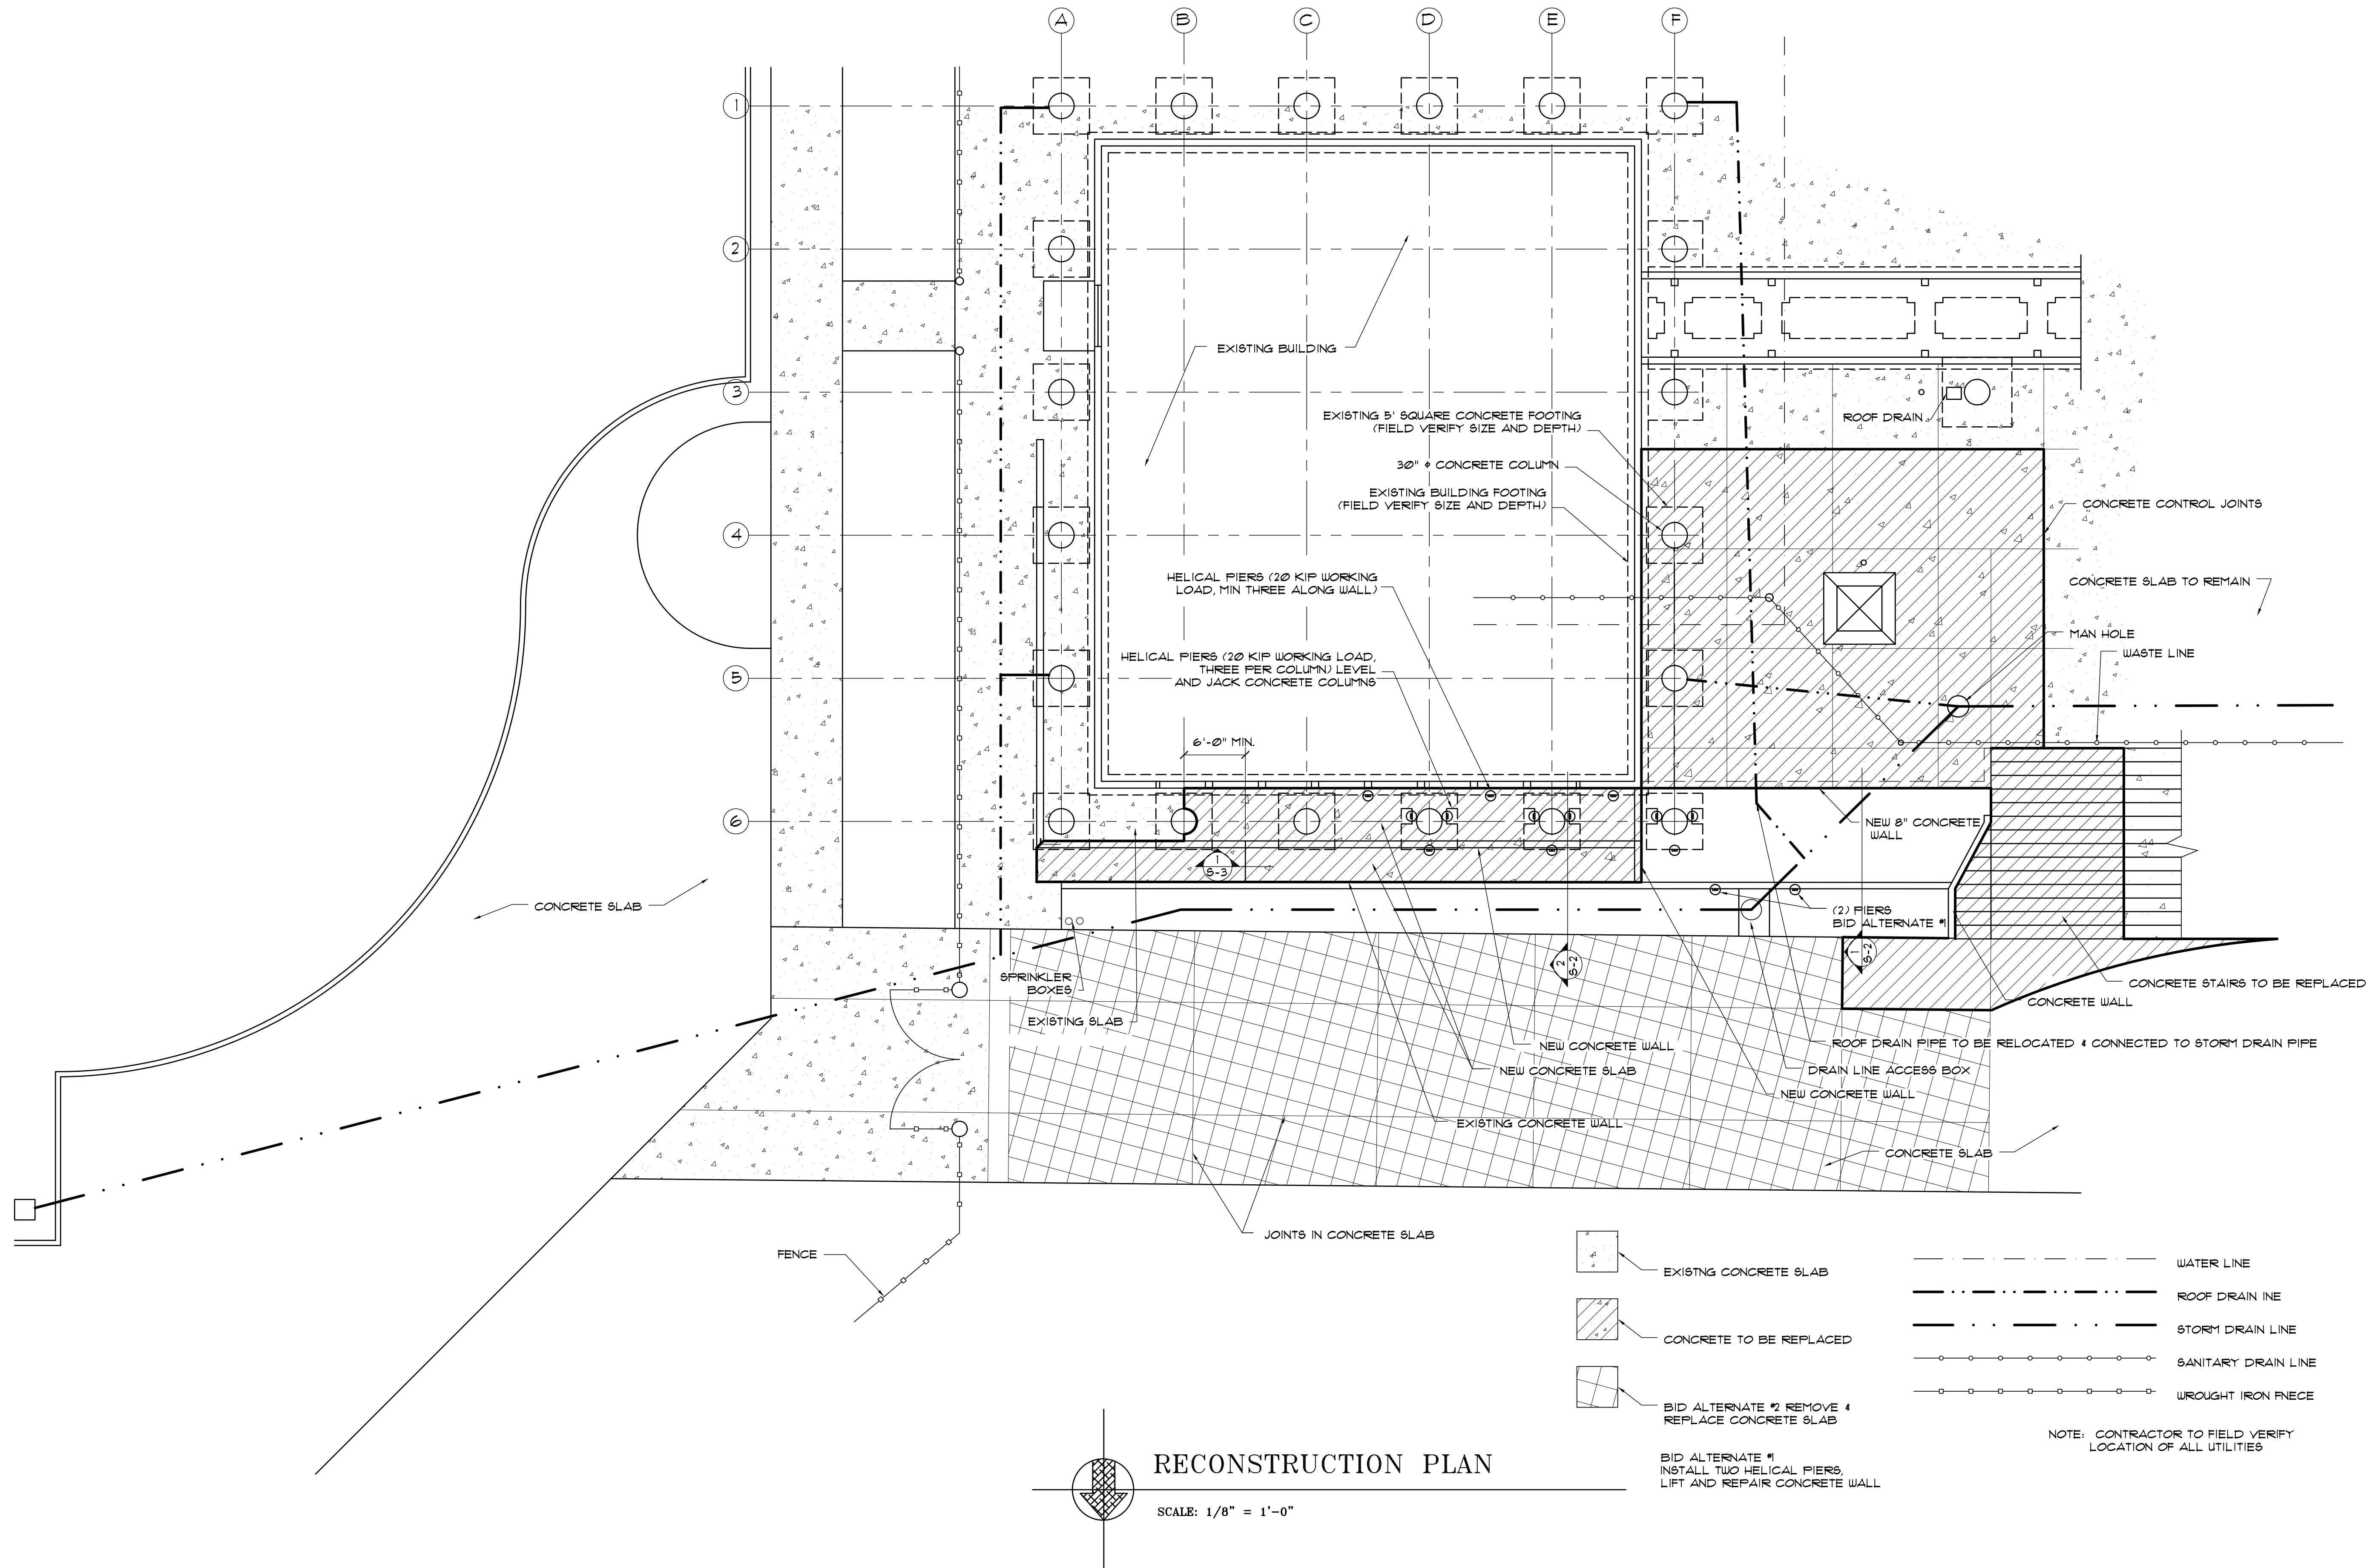 A B C D E F
1
2
3
4
5
6
EXISTING BUILDING
EXISTING 5' SQUARE CONCRETE FOOTING
(FIELD VERIFY SIZE AND DEPTH)
30" ϕ CONCRETE COLUMN
EXISTING BUILDING FOOTING
(FIELD VERIFY SIZE AND DEPTH)
HELICAL PIERS (20 KIP WORKING
LOAD, MIN THREE ALONG WALL)
HELICAL PIERS (20 KIP WORKING LOAD,
THREE PER COLUMN) LEVEL
AND JACK CONCRETE COLUMNS
6'-0" MIN.
ROOF DRAIN
CONCRETE CONTROL JOINTS
CONCRETE SLAB TO REMAIN
MAN HOLE
WASTE LINE
NEW 8" CONCRETE
WALL
1
S-3
(2) PIERS
BID ALTERNATE #1
2
S-2
1
S-2
CONCRETE SLAB
SPRINKLER
BOXES
EXISTING SLAB
CONCRETE STAIRS TO BE REPLACED
CONCRETE WALL
NEW CONCRETE WALL
ROOF DRAIN PIPE TO BE RELOCATED & CONNECTED TO STORM DRAIN PIPE
NEW CONCRETE SLAB
DRAIN LINE ACCESS BOX
NEW CONCRETE WALL
EXISTING CONCRETE WALL
CONCRETE SLAB
JOINTS IN CONCRETE SLAB
FENCE
EXISTNG CONCRETE SLAB
CONCRETE TO BE REPLACED
BID ALTERNATE #2 REMOVE &
REPLACE CONCRETE SLAB
BID ALTERNATE #1
INSTALL TWO HELICAL PIERS,
LIFT AND REPAIR CONCRETE WALL
WATER LINE
ROOF DRAIN INE
STORM DRAIN LINE
SANITARY DRAIN LINE
WROUGHT IRON FNECE
NOTE: CONTRACTOR TO FIELD VERIFY
LOCATION OF ALL UTILITIES
RECONSTRUCTION PLAN
SCALE: 1/8" = 1'-0"